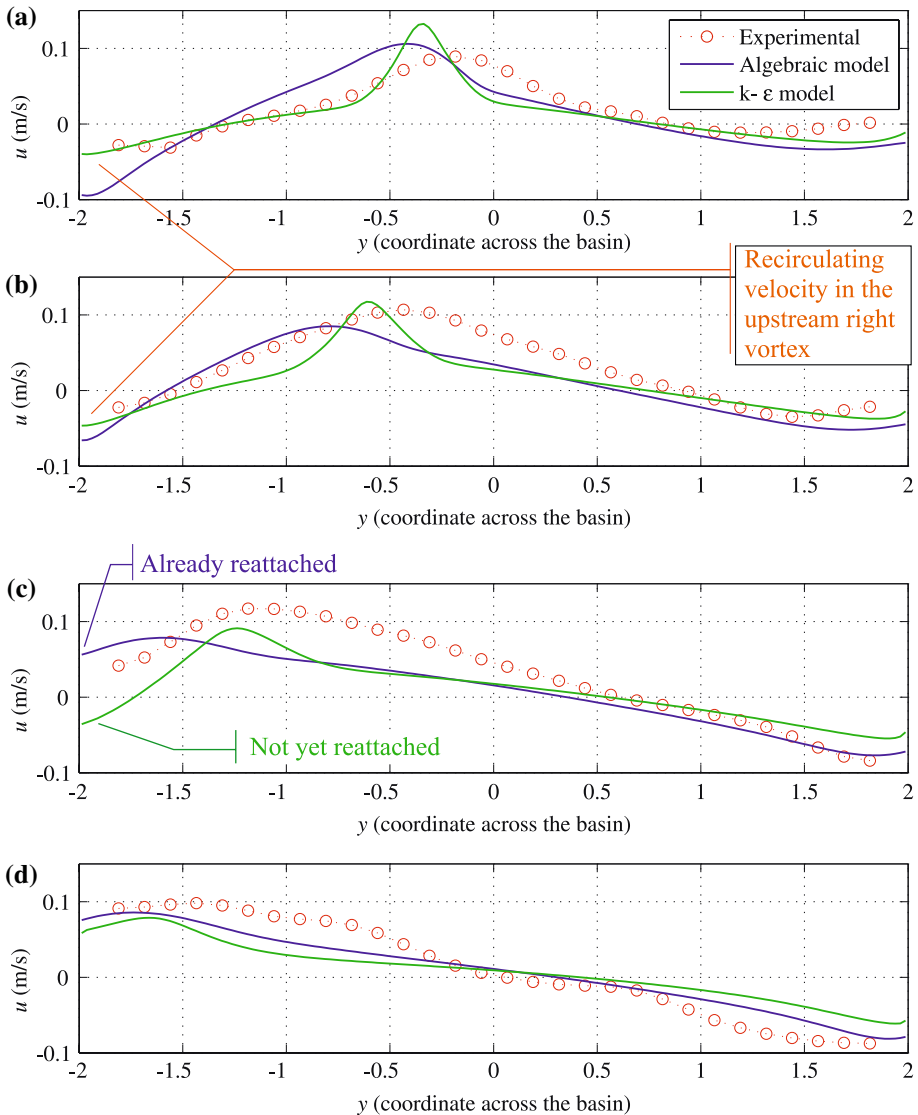 (a)
0.1
0
-0.1
u (m/s)
-2 -1.5 -1 -0.5 0 0.5 1 1.5 2
y (coordinate across the basin)
Experimental
Algebraic model
k- ε model
Recirculating
velocity in the
upstream right
vortex
(b)
0.1
0
-0.1
u (m/s)
-2 -1.5 -1 -0.5 0 0.5 1 1.5 2
y (coordinate across the basin)
Already reattached
(c)
0.1
0
-0.1
u (m/s)
Not yet reattached
-2 -1.5 -1 -0.5 0 0.5 1 1.5 2
y (coordinate across the basin)
(d)
0.1
0
-0.1
u (m/s)
-2 -1.5 -1 -0.5 0 0.5 1 1.5 2
y (coordinate across the basin)